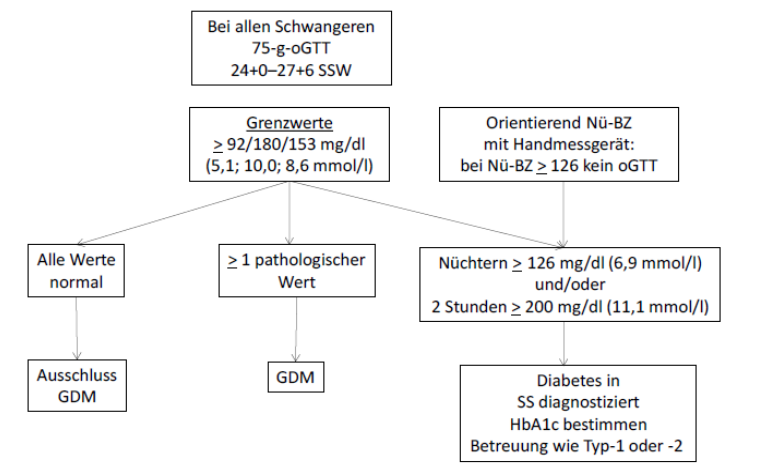 Bei allen Schwangeren
75-g-oGTT
24+0–27+6 SSW
Grenzwerte
≥ 92/180/153 mg/dl
(5,1; 10,0; 8,6 mmol/l)
Orientierend Nü-BZ
mit Handmessgerät:
bei Nü-BZ ≥ 126 kein oGTT
Alle Werte
normal
≥ 1 pathologischer
Wert
Nüchtern ≥ 126 mg/dl (6,9 mmol/l)
und/oder
2 Stunden ≥ 200 mg/dl (11,1 mmol/l)
Ausschluss
GDM
GDM
Diabetes in
SS diagnostiziert
HbA1c bestimmen
Betreuung wie Typ-1 oder -2